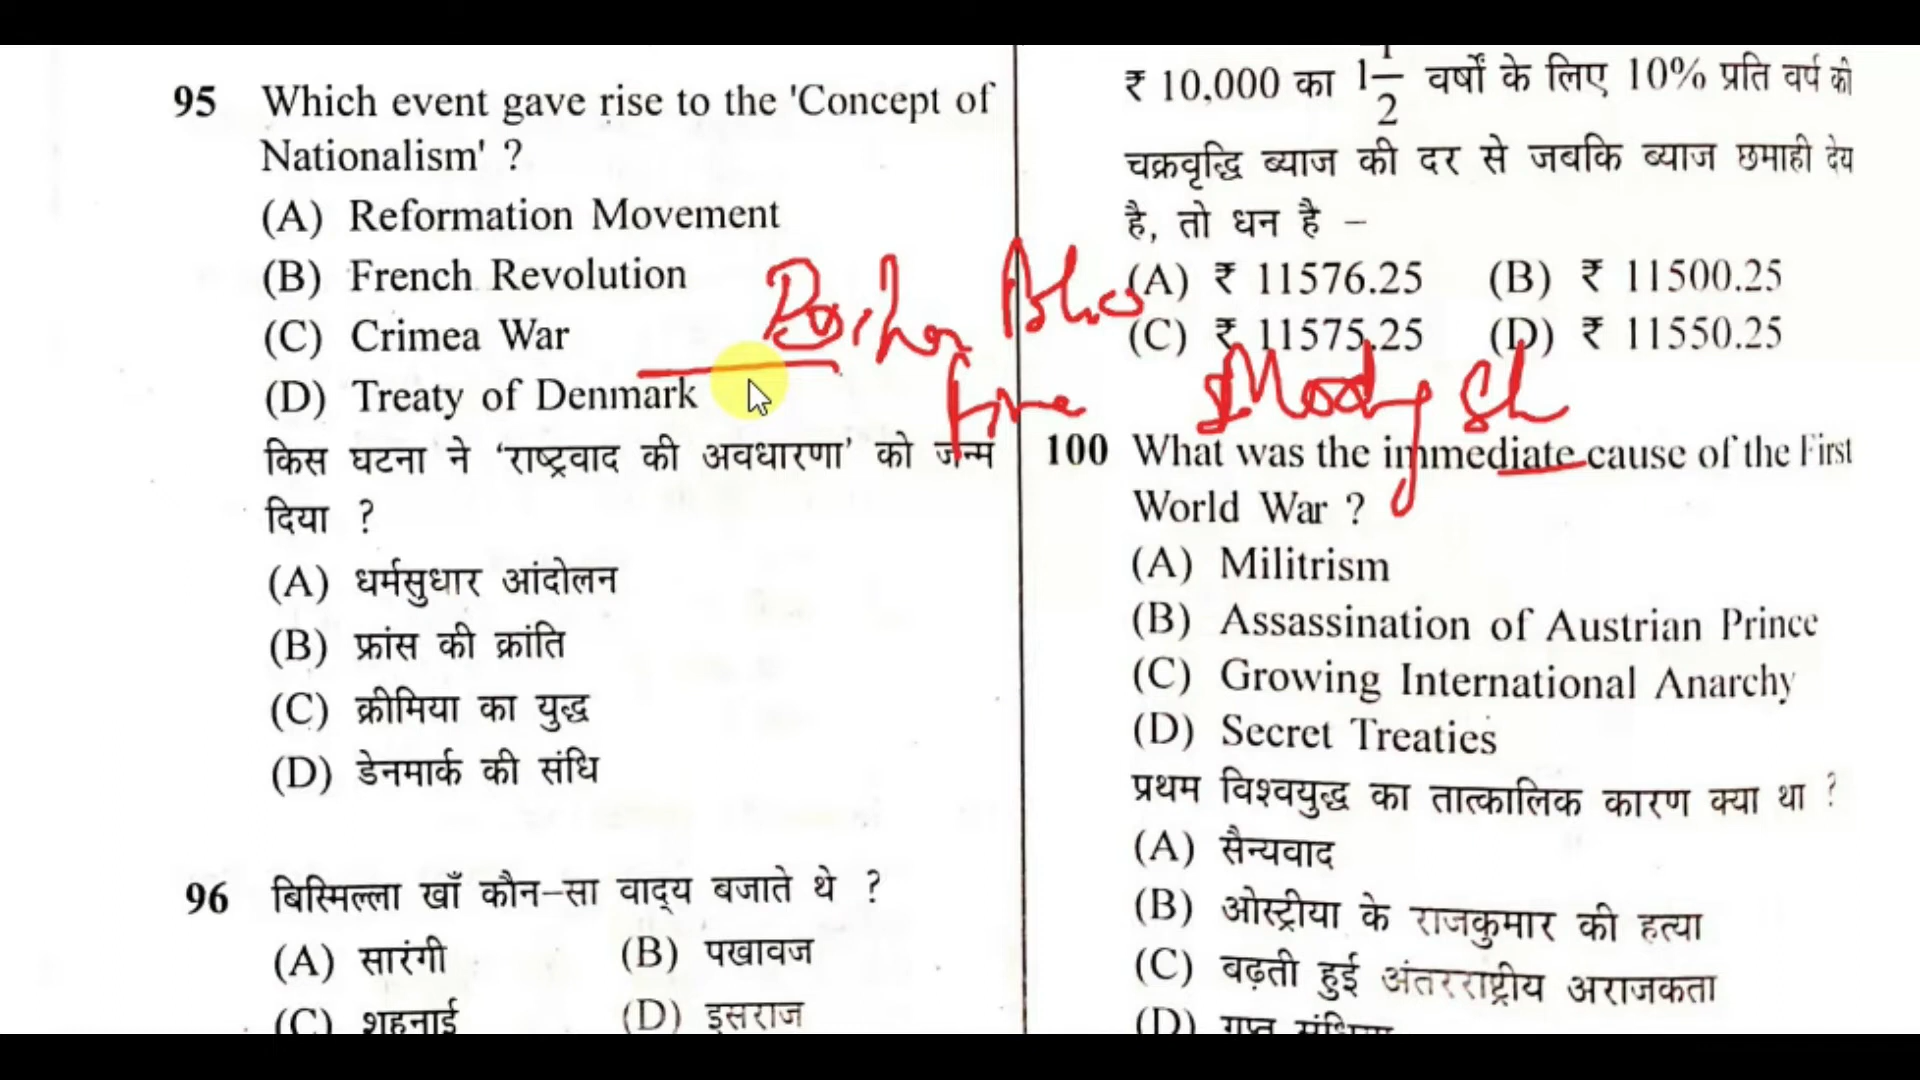 95 Which event gave rise to the 'Concept of
Nationalism' ?
(A) Reformation Movement
(B) French Revolution
(C) Crimea War
(D) Treaty of Denmark
किस घटना ने ‘राष्ट्रवाद की अवधारणा’ को जन्म
दिया ?
(A) धर्मसुधार आंदोलन
(B) फ्रांस की क्रांति
(C) क्रीमिया का युद्ध
(D) डेनमार्क की संधि
96 बिस्मिल्ला खाँ कौन-सा वाद्य बजाते थे ?
(A) सारंगी (B) पखावज
(C) शहनाई (D) इसराज
₹ 10,000 का 1 1/2 वर्षों के लिए 10% प्रति वर्ष की
चक्रवृद्धि ब्याज की दर से जबकि ब्याज छमाही देय
है, तो धन है –
(A) ₹ 11576.25 (B) ₹ 11500.25
(C) ₹ 11575.25 (D) ₹ 11550.25
100 What was the immediate cause of the First
World War ?
(A) Militrism
(B) Assassination of Austrian Prince
(C) Growing International Anarchy
(D) Secret Treaties
प्रथम विश्वयुद्ध का तात्कालिक कारण क्या था ?
(A) सैन्यवाद
(B) ओस्ट्रीया के राजकुमार की हत्या
(C) बढ़ती हुई अंतरराष्ट्रीय अराजकता
(D) गुप्त संधिया